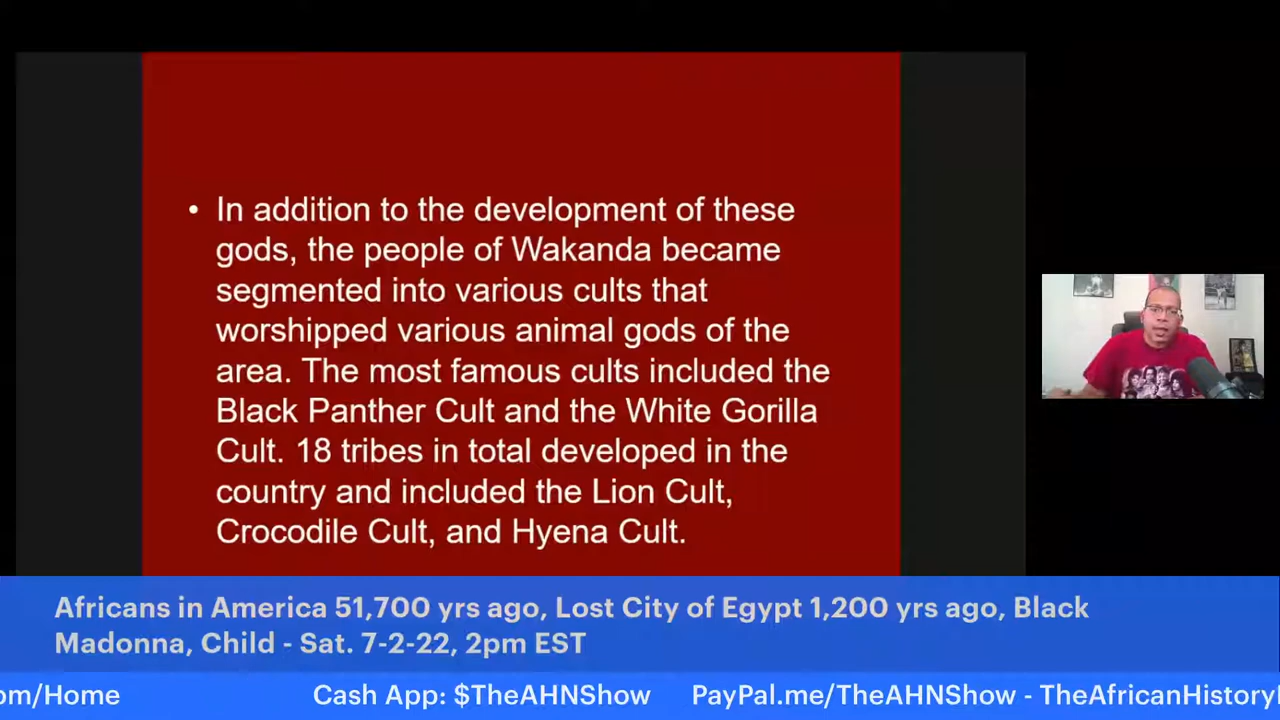 • In addition to the development of these
gods, the people of Wakanda became
segmented into various cults that
worshipped various animal gods of the
area. The most famous cults included the
Black Panther Cult and the White Gorilla
Cult. 18 tribes in total developed in the
country and included the Lion Cult,
Crocodile Cult, and Hyena Cult.
Africans in America 51,700 yrs ago, Lost City of Egypt 1,200 yrs ago, Black
Madonna, Child - Sat. 7-2-22, 2pm EST
om/Home Cash App: $TheAHNShow PayPal.me/TheAHNShow - TheAfricanHistory